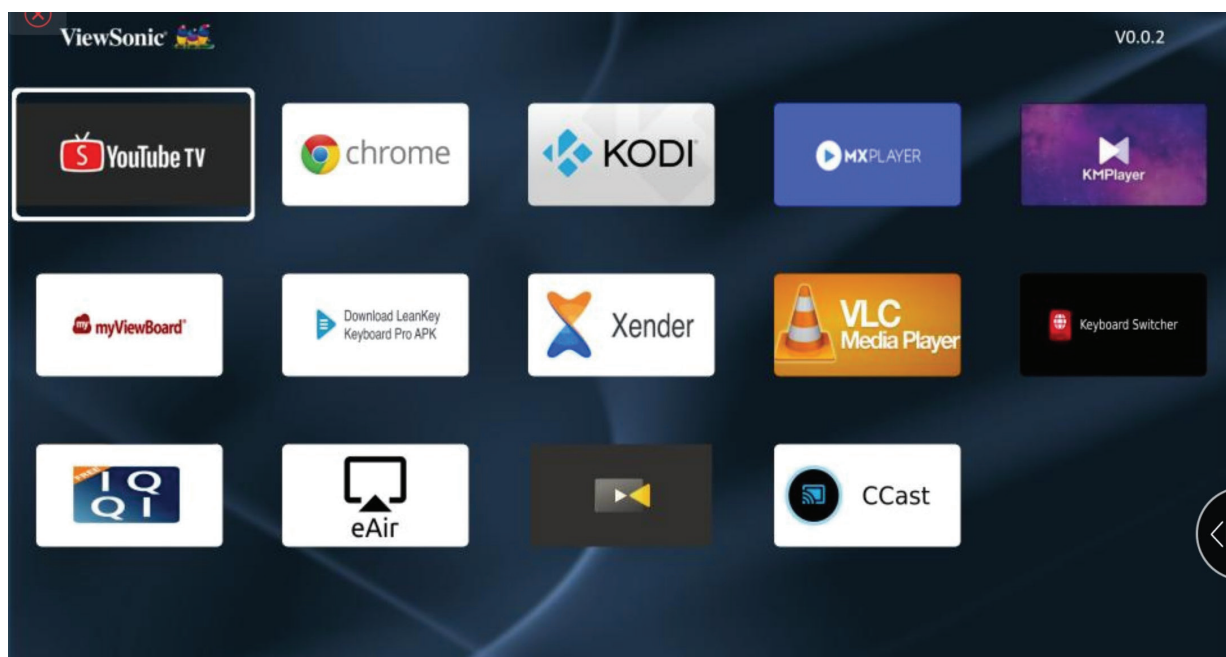 ViewSonic
V0.0.2
S YouTube TV
chrome
KODI
MXPLAYER
KMPlayer
my myViewBoard
Download LeanKey
Keyboard Pro APK
Xender
VLC
Media Player
Keyboard Switcher
FREE
I Q
Q I
eAir
CCast